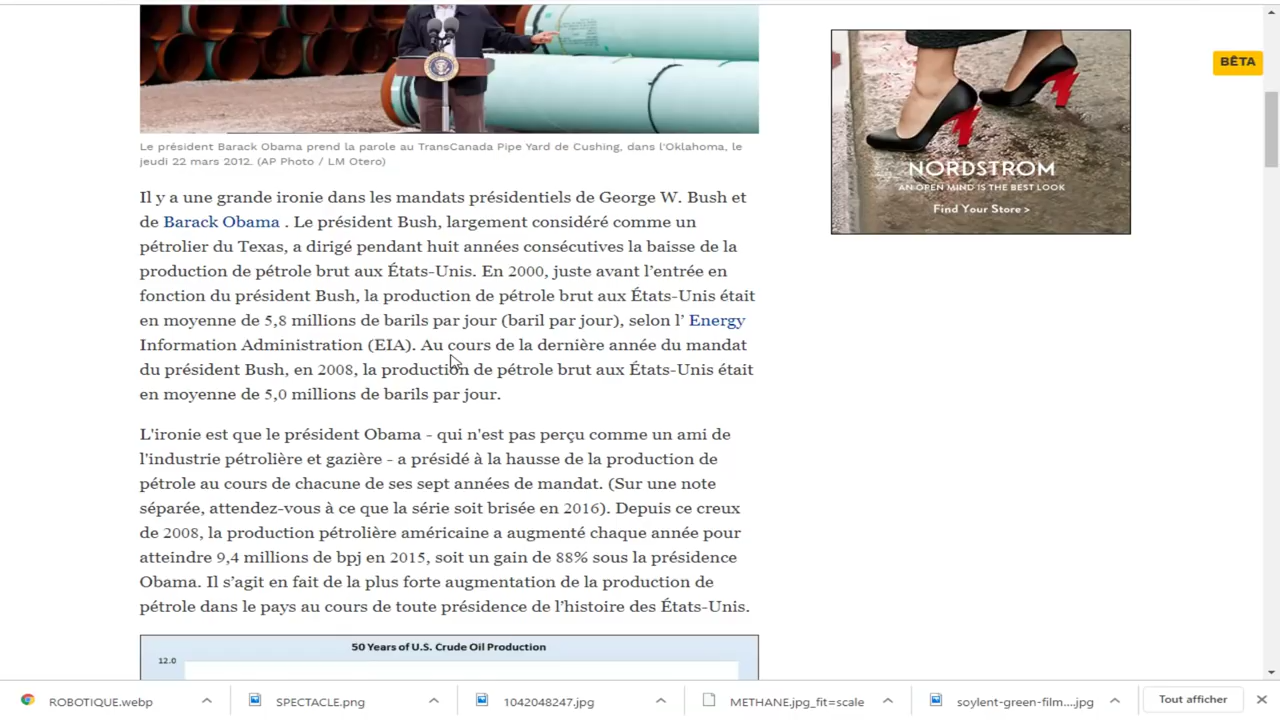 BÊTA
NORDSTROM
AN OPEN MIND IS THE BEST LOOK
Find Your Store >
Le président Barack Obama prend la parole au TransCanada Pipe Yard de Cushing, dans l'Oklahoma, le
jeudi 22 mars 2012. (AP Photo / LM Otero)
Il y a une grande ironie dans les mandats présidentiels de George W. Bush et
de Barack Obama . Le président Bush, largement considéré comme un
pétrolier du Texas, a dirigé pendant huit années consécutives la baisse de la
production de pétrole brut aux États-Unis. En 2000, juste avant l’entrée en
fonction du président Bush, la production de pétrole brut aux États-Unis était
en moyenne de 5,8 millions de barils par jour (baril par jour), selon l’ Energy
Information Administration (EIA). Au cours de la dernière année du mandat
du président Bush, en 2008, la production de pétrole brut aux États-Unis était
en moyenne de 5,0 millions de barils par jour.
L'ironie est que le président Obama - qui n'est pas perçu comme un ami de
l'industrie pétrolière et gazière - a présidé à la hausse de la production de
pétrole au cours de chacune de ses sept années de mandat. (Sur une note
séparée, attendez-vous à ce que la série soit brisée en 2016). Depuis ce creux
de 2008, la production pétrolière américaine a augmenté chaque année pour
atteindre 9,4 millions de bpj en 2015, soit un gain de 88% sous la présidence
Obama. Il s’agit en fait de la plus forte augmentation de la production de
pétrole dans le pays au cours de toute présidence de l’histoire des États-Unis.
50 Years of U.S. Crude Oil Production
12.0
ROBOTIQUE.webp
SPECTACLE.png
1042048247.jpg
METHANE.jpg_fit=scale
soylent-green-film....jpg
Tout afficher